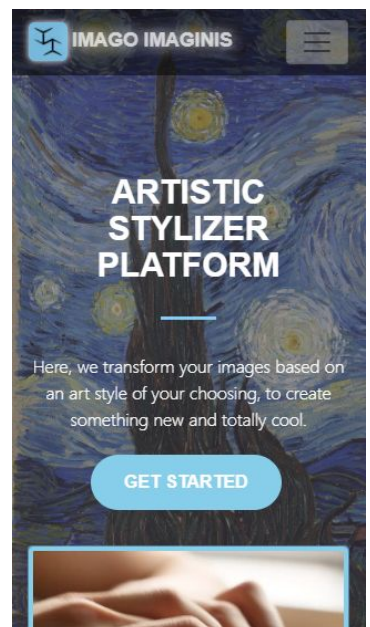 IMAGO IMAGINIS
ARTISTIC
STYLIZER
PLATFORM
Here, we transform your images based on
an art style of your choosing, to create
something new and totally cool.
GET STARTED